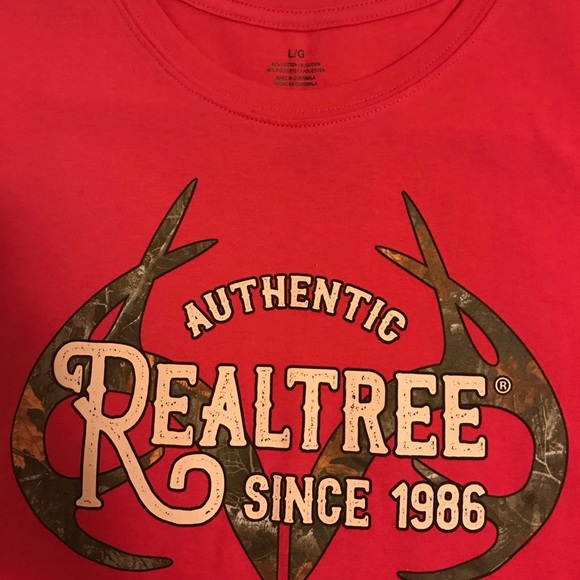 L/G
AUTHENTIC
REALTREE®
SINCE 1986